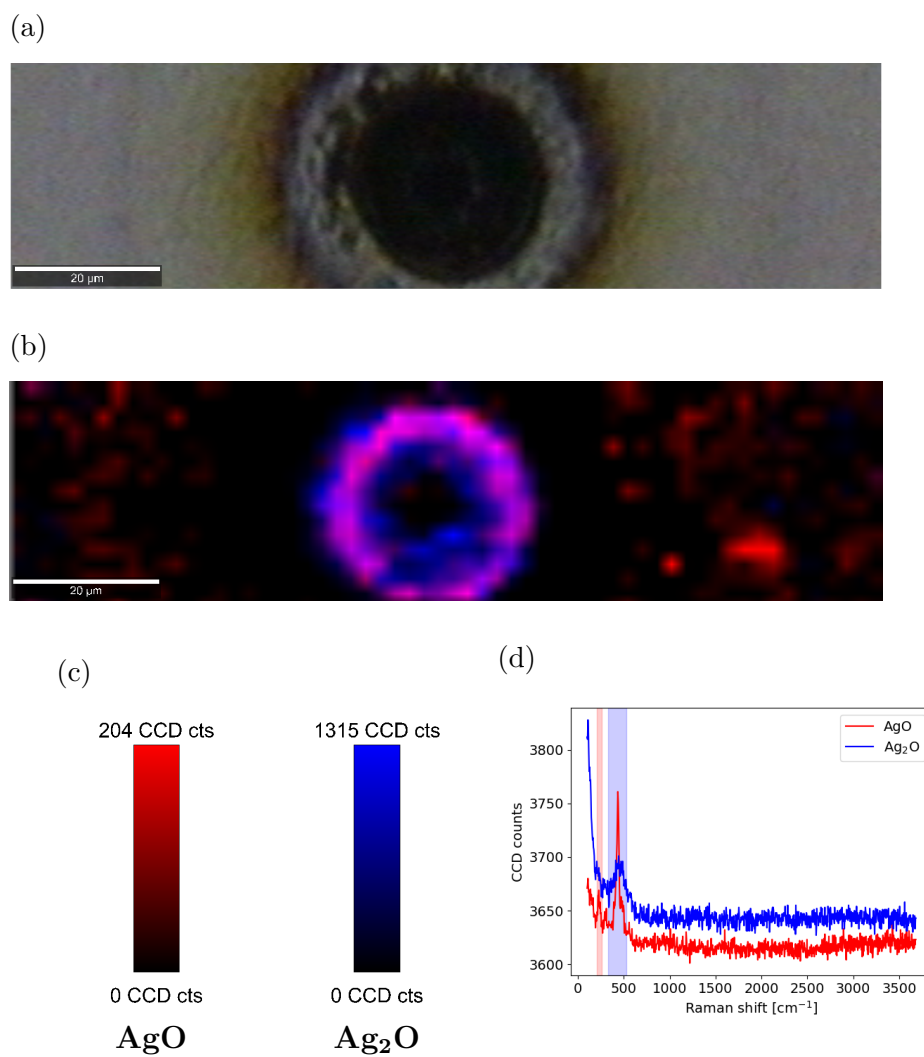 (a)
20 µm
(b)
20 µm
(c)
204 CCD cts
1315 CCD cts
0 CCD cts
0 CCD cts
AgO
Ag₂O
(d)
AgO
Ag₂O
CCD counts
3800
3750
3700
3650
3600
0 500 1000 1500 2000 2500 3000 3500
Raman shift [cm⁻¹]